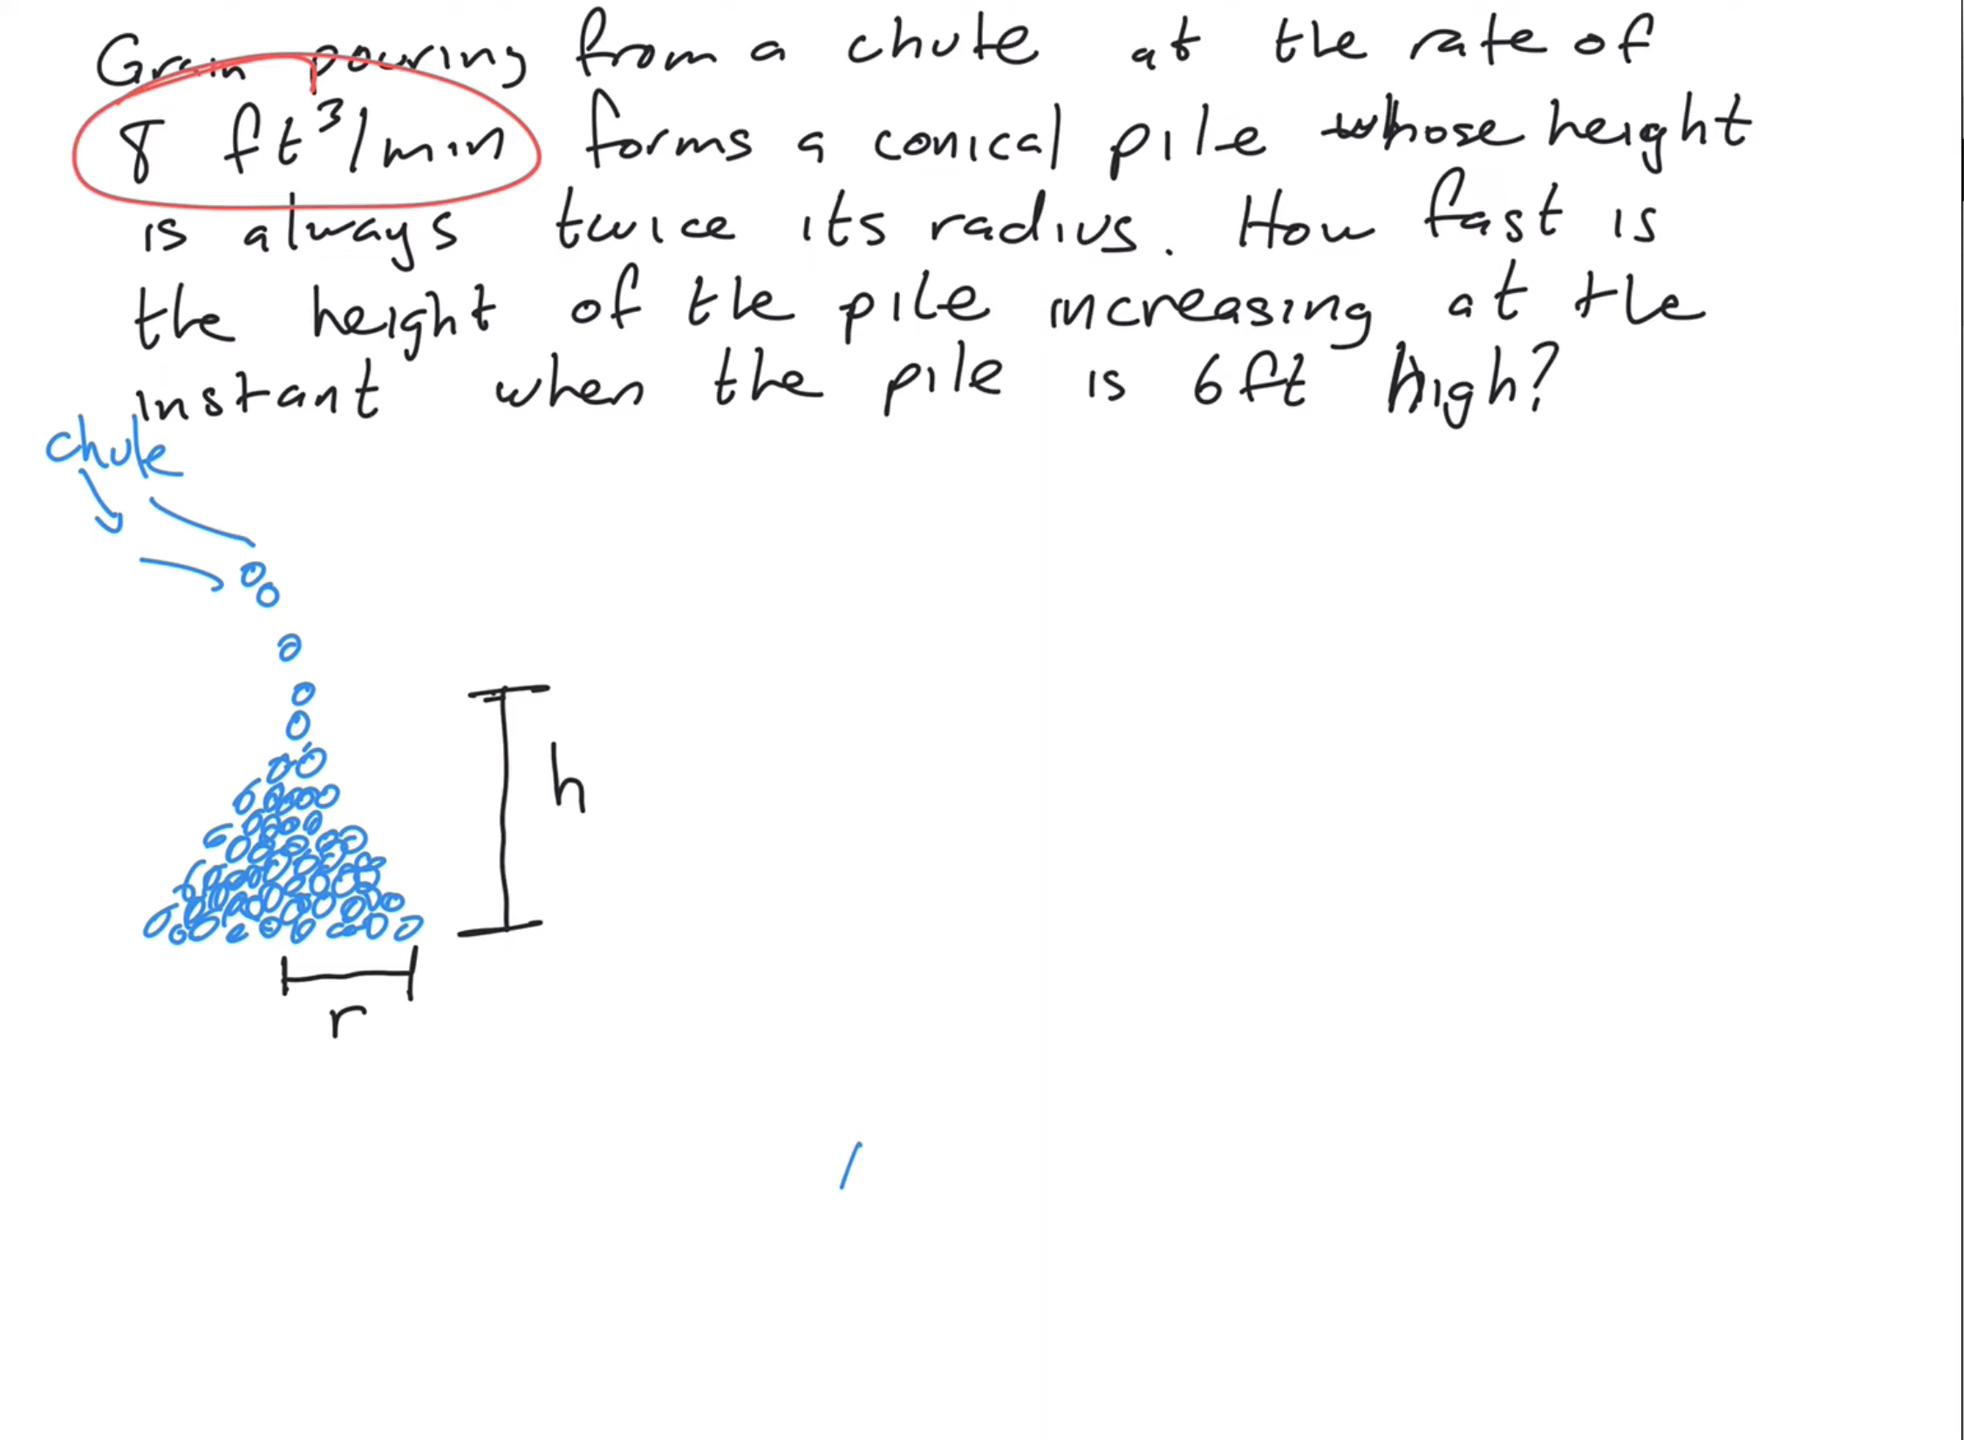 Grain pouring from a chute at the rate of
8 ft³/min forms a conical pile whose height
is always twice its radius. How fast is
the height of the pile increasing at the
instant when the pile is 6ft high?
chute
h
r